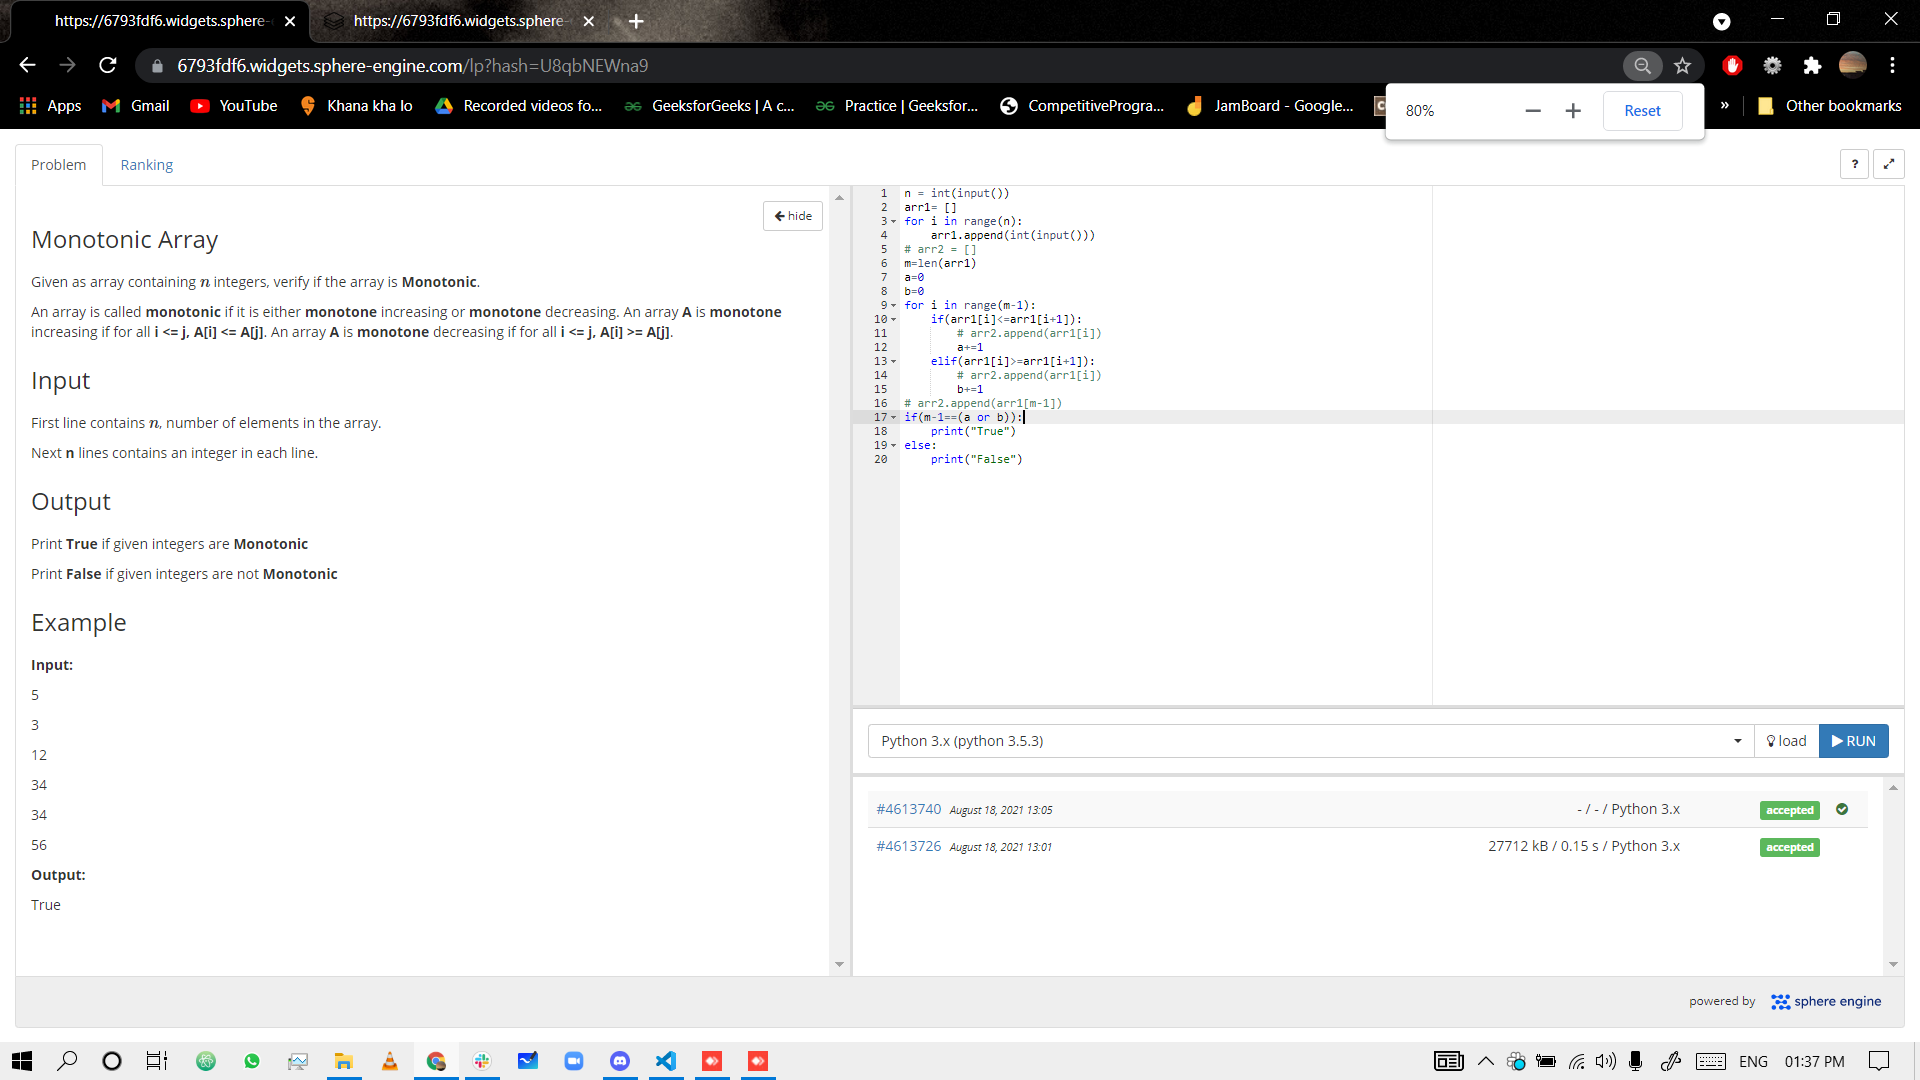 https://6793fdf6.widgets.sphere-
https://6793fdf6.widgets.sphere-
6793fdf6.widgets.sphere-engine.com/lp?hash=U8qbNEWna9
Apps
Gmail
YouTube
Khana kha lo
Recorded videos fo...
GeeksforGeeks | A c...
Practice | Geeksfor...
CompetitiveProgra...
JamBoard - Google...
»
Other bookmarks
80%
Reset
Problem
Ranking
?
hide
Monotonic Array
Given as array containing n integers, verify if the array is Monotonic.
An array is called monotonic if it is either monotone increasing or monotone decreasing. An array A is monotone
increasing if for all i <= j, A[i] <= A[j]. An array A is monotone decreasing if for all i <= j, A[i] >= A[j].
Input
First line contains n, number of elements in the array.
Next n lines contains an integer in each line.
Output
Print True if given integers are Monotonic
Print False if given integers are not Monotonic
Example
Input:
5
3
12
34
34
56
Output:
True
1 n = int(input())
2 arr1= []
3 for i in range(n):
4     arr1.append(int(input()))
5 # arr2 = []
6 m=len(arr1)
7 a=0
8 b=0
9 for i in range(m-1):
10     if(arr1[i]<=arr1[i+1]):
11         # arr2.append(arr1[i])
12         a+=1
13     elif(arr1[i]>=arr1[i+1]):
14         # arr2.append(arr1[i])
15         b+=1
16 # arr2.append(arr1[m-1])
17 if(m-1==(a or b)):
18     print("True")
19 else:
20     print("False")
Python 3.x (python 3.5.3)
load
RUN
#4613740 August 18, 2021 13:05 - / - / Python 3.x accepted
#4613726 August 18, 2021 13:01 27712 kB / 0.15 s / Python 3.x accepted
powered by sphere engine
ENG
01:37 PM